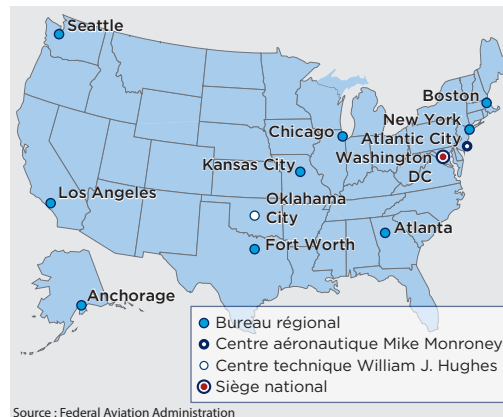 Seattle
Boston
New York
Chicago
Atlantic City
Kansas City
Washington
DC
Los Angeles
Oklahoma
City
Atlanta
Fort Worth
Anchorage
Bureau régional
Centre aéronautique Mike Monroney
Centre technique William J. Hughes
Siège national
Source : Federal Aviation Administration